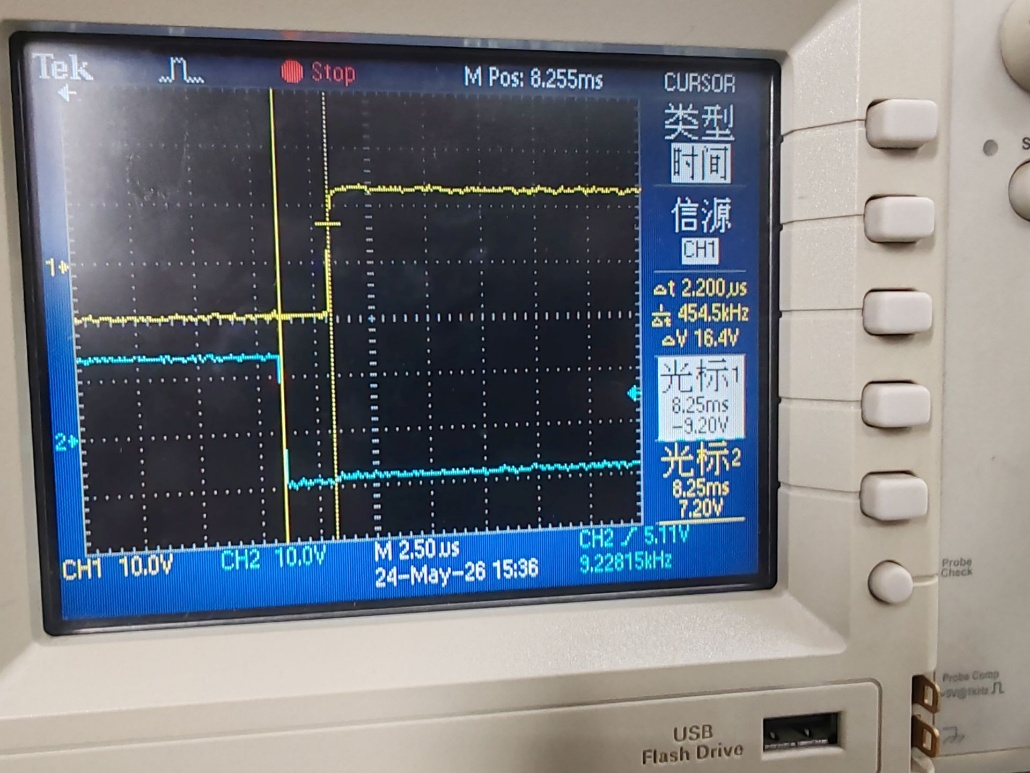 Tek
Stop
M Pos: 8.255ms
CURSOR
类型
时间
信源
CH1
1
△t 2.200µs
1/△t 454.5kHz
△V 16.4V
光标1
8.25ms
-9.20V
2
光标2
8.25ms
7.20V
CH1 10.0V
CH2 10.0V
M 2.50µs
CH2 / 5.11V
24-May-26 15:36
9.22815kHz
Probe
Check
Probe Comp
USB
Flash Drive